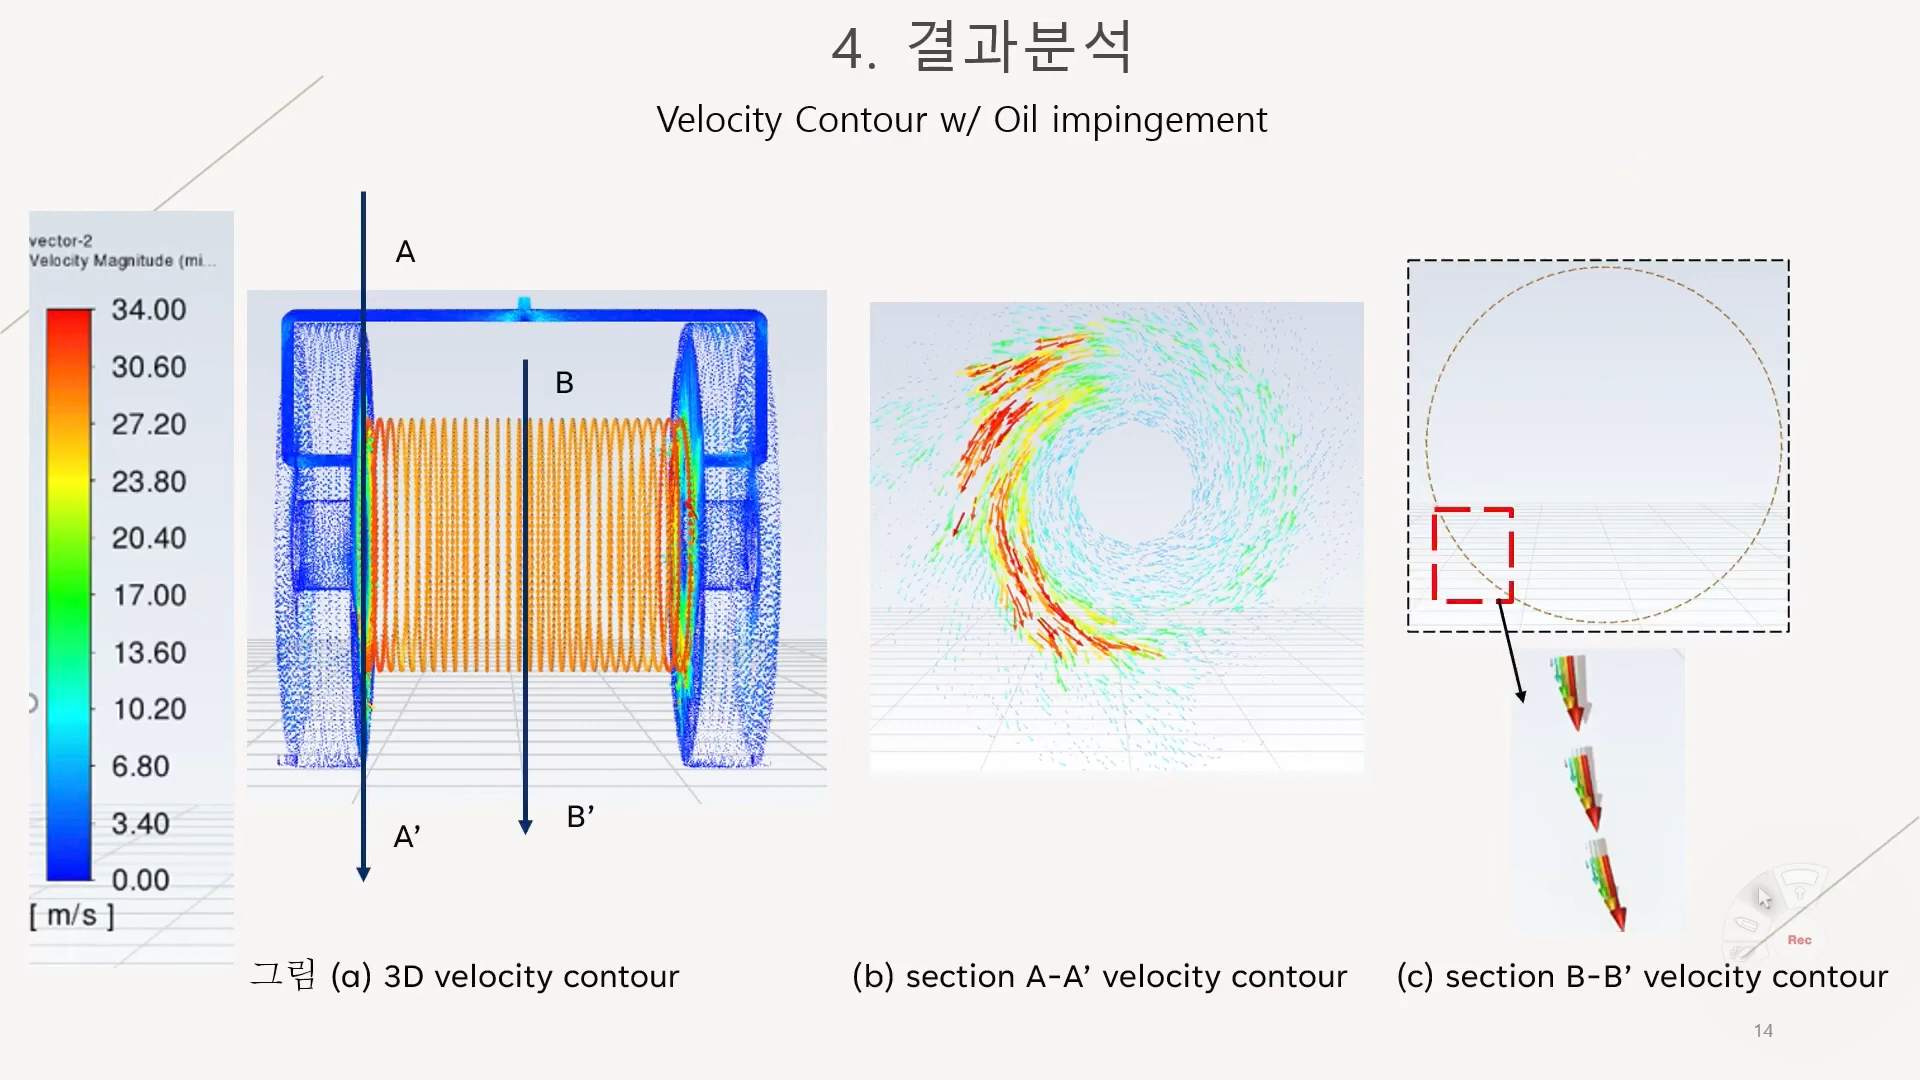 4. 결과분석
Velocity Contour w/ Oil impingement
vector-2
Velocity Magnitude (mi...
34.00
30.60
27.20
23.80
20.40
17.00
13.60
10.20
6.80
3.40
0.00
[ m/s ]
A
B
B’
A’
Rec
그림 (a) 3D velocity contour
(b) section A-A’ velocity contour
(c) section B-B’ velocity contour
14